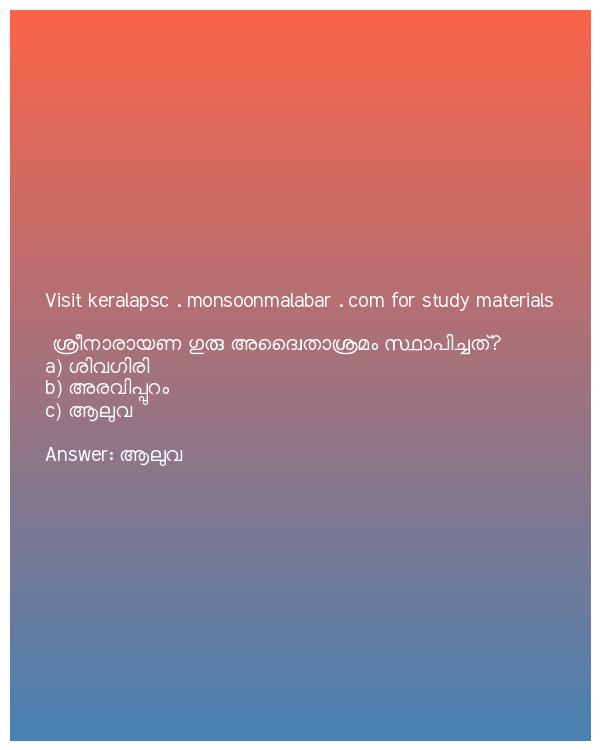 Visit keralapsc . monsoonmalabar . com for study materials
ശ്രീനാരായണ ഗുരു അദ്വൈതാശ്രമം സ്ഥാപിച്ചത്?
a) ശിവഗിരി
b) അരവിപ്പുറം
c) ആലുവ
Answer: ആലുവ